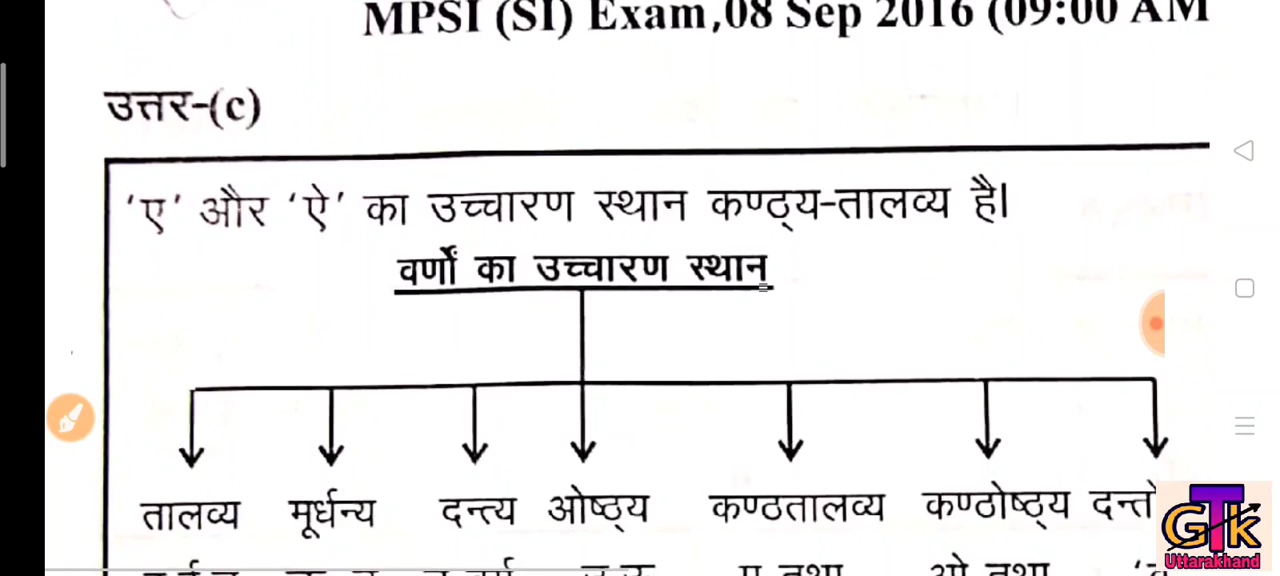 MPSI (SI) Exam,08 Sep 2016 (09:00 AM
उत्तर-(c)
'ए' और 'ऐ' का उच्चारण स्थान कण्ठ्य-तालव्य है।
वर्णों का उच्चारण स्थान
तालव्य मूर्धन्य दन्त्य ओष्ठ्य कण्ठतालव्य कण्ठोष्ठ्य
GTK
Uttarakhand